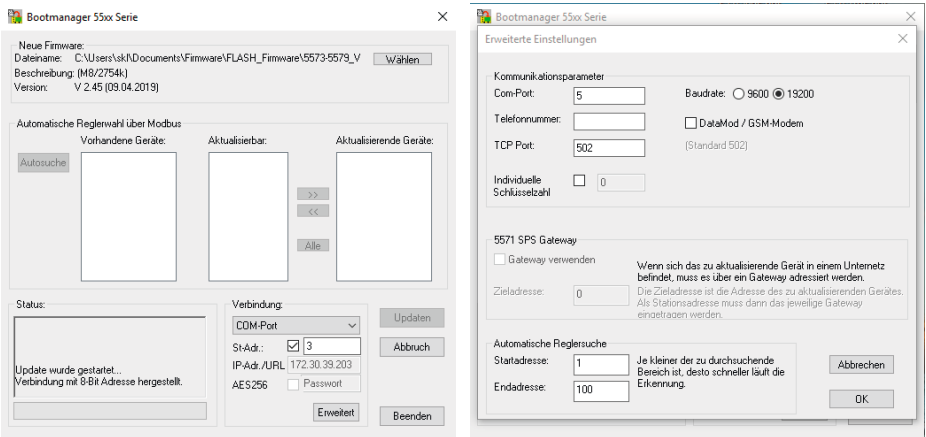 Bootmanager 55xx Serie
Neue Firmware:
Dateiname: C:\Users\skl\Documents\Firmware\FLASH_Firmware\5573-5579_V
Wählen
Beschreibung: (M8/2754k)
Version: V 2.45 (09.04.2019)
Automatische Reglerwahl über Modbus
Vorhandene Geräte: Aktualisierbar: Aktualisierende Geräte:
Autosuche
>>
<<
Alle
Status:
Update wurde gestartet...
Verbindung mit 8-Bit Adresse hergestellt.
Verbindung:
COM-Port
St-Adr.: 3
IP-Adr./URL 172.30.39.203
AES256 Passwort
Erweitert
Updaten
Abbruch
Beenden
Bootmanager 55xx Serie
Erweiterte Einstellungen
Kommunikationsparameter
Com-Port: 5 Baudrate: 9600 19200
Telefonnummer: DataMod / GSM-Modem
TCP Port: 502 (Standard 502)
Individuelle
Schlüsselzahl 0
5571 SPS Gateway
Gateway verwenden
Zieladresse: 0
Wenn sich das zu aktualisierende Gerät in einem Unternetz
befindet, muss es über ein Gateway adressiert werden.
Die Zieladresse ist die Adresse des zu aktualisierenden Gerätes.
Als Stationsadresse muss dann das jeweilige Gateway
eingetragen werden.
Automatische Reglersuche
Startadresse: 1
Endadresse: 100
Je kleiner der zu durchsuchende
Bereich ist, desto schneller läuft die
Erkennung.
Abbrechen
OK